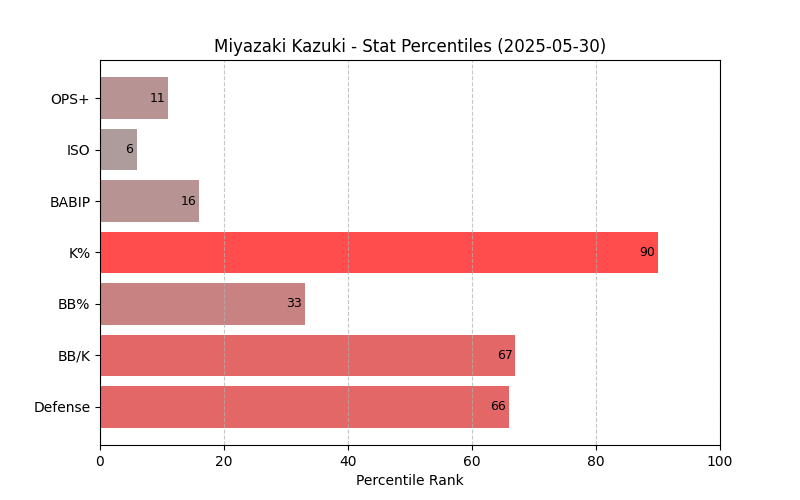 Miyazaki Kazuki - Stat Percentiles (2025-05-30)
OPS+ 11
ISO 6
BABIP 16
K% 90
BB% 33
BB/K 67
Defense 66
0 20 40 60 80 100
Percentile Rank